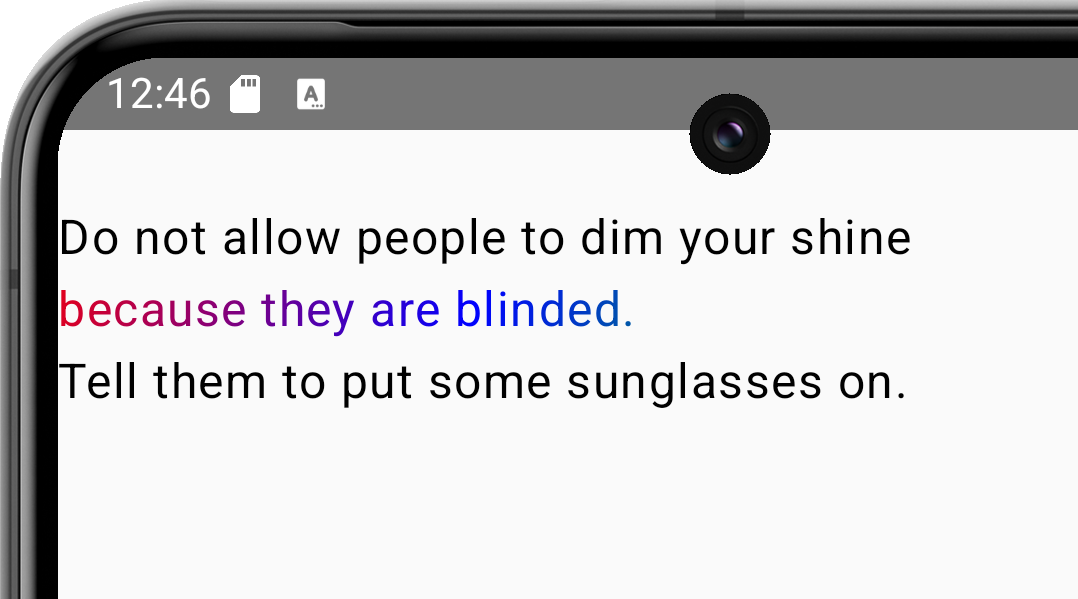 12:46
Do not allow people to dim your shine
because they are blinded.
Tell them to put some sunglasses on.